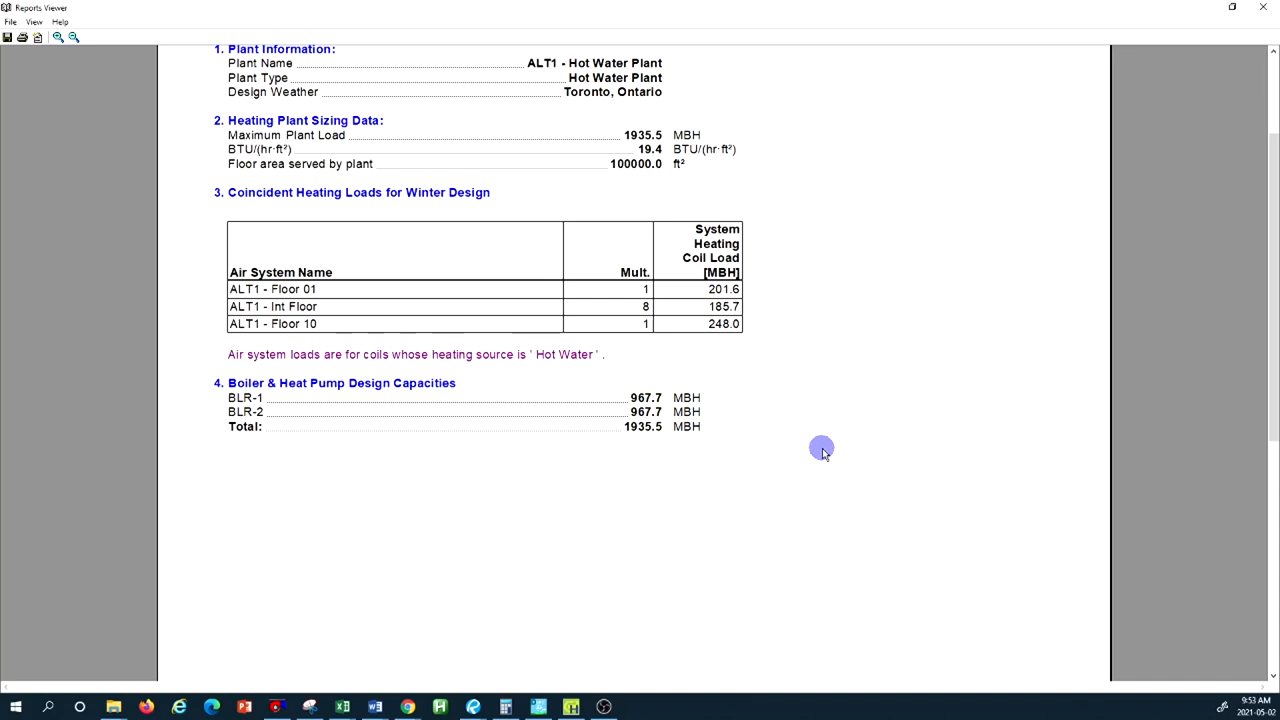 Reports Viewer
File View Help
1. Plant Information:
Plant Name ALT1 - Hot Water Plant
Plant Type Hot Water Plant
Design Weather Toronto, Ontario
2. Heating Plant Sizing Data:
Maximum Plant Load 1935.5 MBH
BTU/(hr·ft²) 19.4 BTU/(hr·ft²)
Floor area served by plant 100000.0 ft²
3. Coincident Heating Loads for Winter Design
System
Heating
Coil Load
Air System Name Mult. [MBH]
ALT1 - Floor 01 1 201.6
ALT1 - Int Floor 8 185.7
ALT1 - Floor 10 1 248.0
Air system loads are for coils whose heating source is ' Hot Water ' .
4. Boiler & Heat Pump Design Capacities
BLR-1 967.7 MBH
BLR-2 967.7 MBH
Total: 1935.5 MBH
9:53 AM
2021-05-02